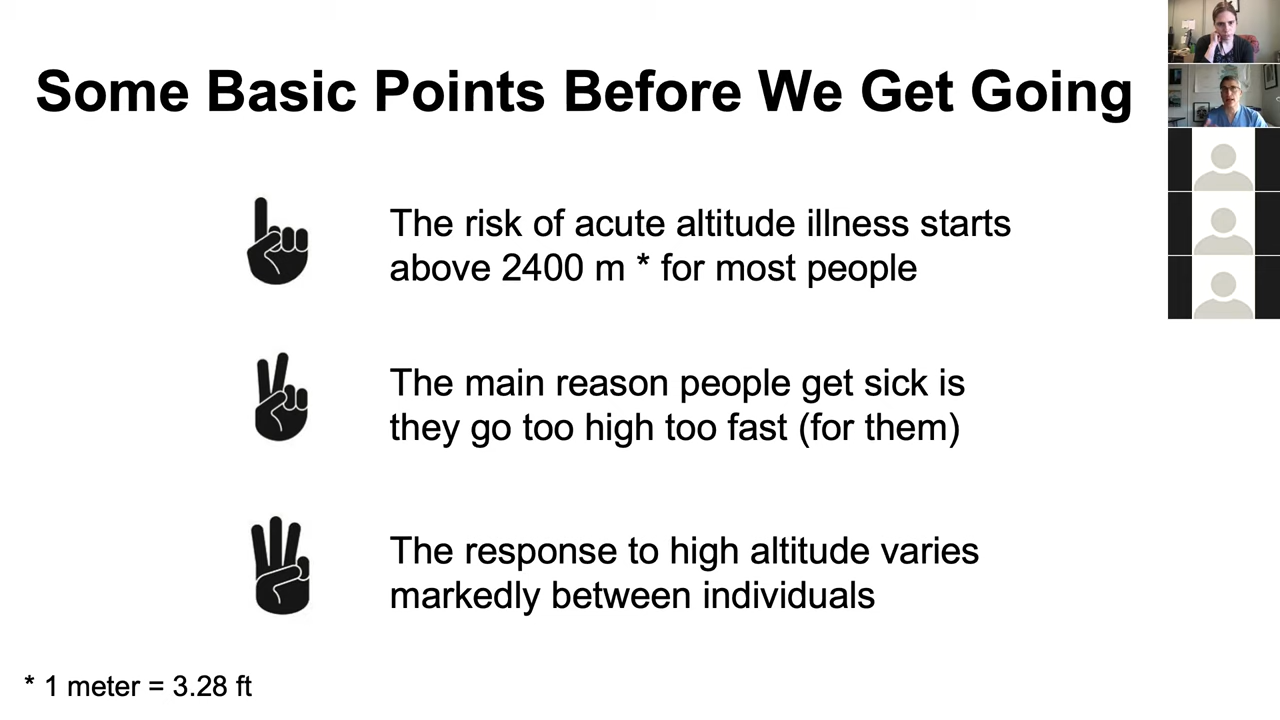 Some Basic Points Before We Get Going
The risk of acute altitude illness starts
above 2400 m * for most people
The main reason people get sick is
they go too high too fast (for them)
The response to high altitude varies
markedly between individuals
* 1 meter = 3.28 ft